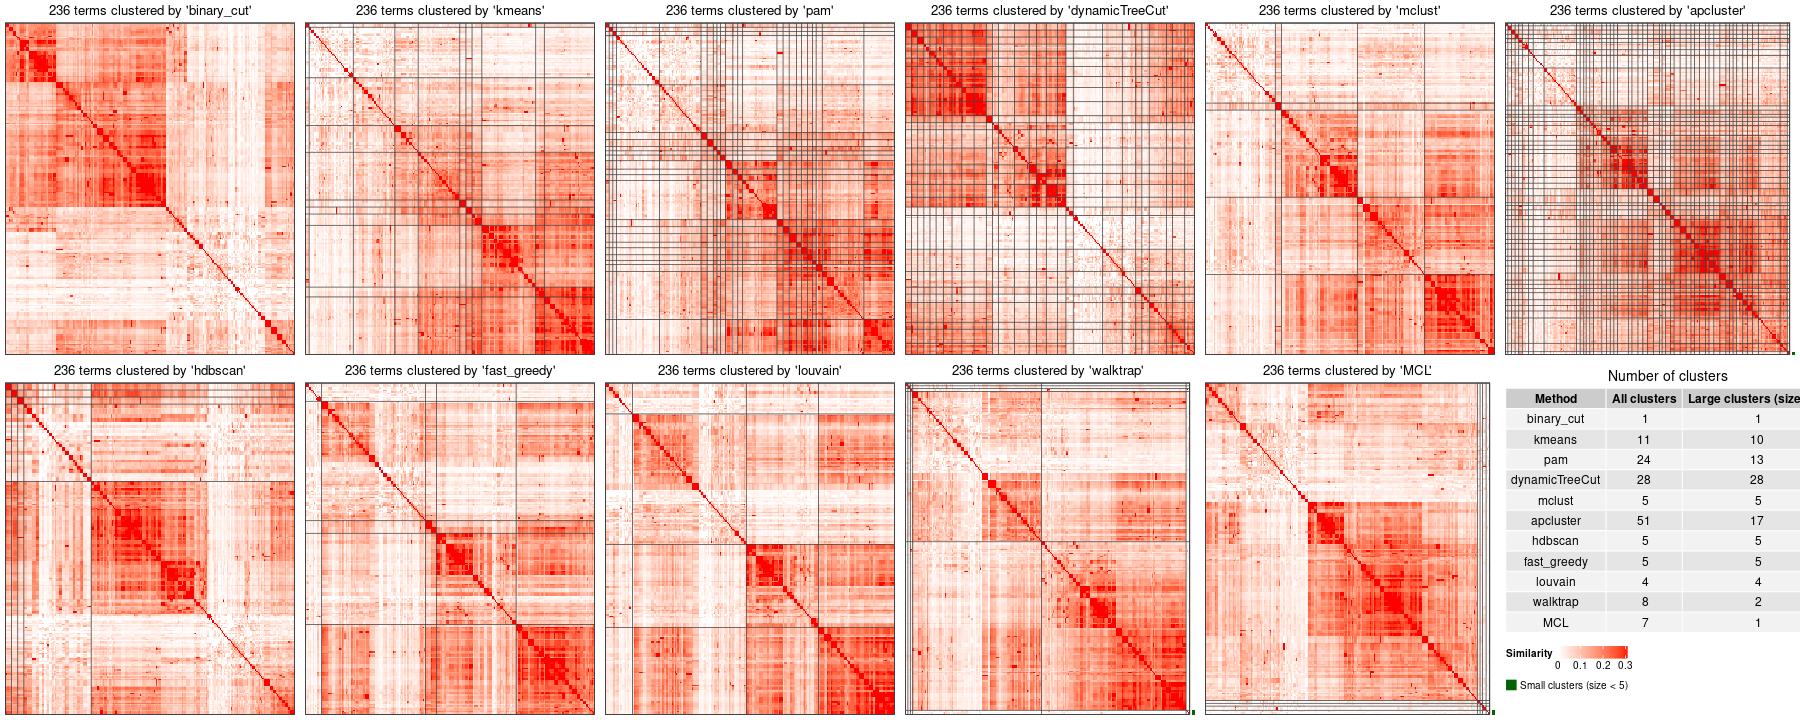 236 terms clustered by 'binary_cut'
236 terms clustered by 'kmeans'
236 terms clustered by 'pam'
236 terms clustered by 'dynamicTreeCut'
236 terms clustered by 'mclust'
236 terms clustered by 'apcluster'
236 terms clustered by 'hdbscan'
236 terms clustered by 'fast_greedy'
236 terms clustered by 'louvain'
236 terms clustered by 'walktrap'
236 terms clustered by 'MCL'
Number of clusters
Method All clusters Large clusters (size
binary_cut 1 1
kmeans 11 10
pam 24 13
dynamicTreeCut 28 28
mclust 5 5
apcluster 51 17
hdbscan 5 5
fast_greedy 5 5
louvain 4 4
walktrap 8 2
MCL 7 1
Similarity
0 0.1 0.2 0.3
Small clusters (size < 5)